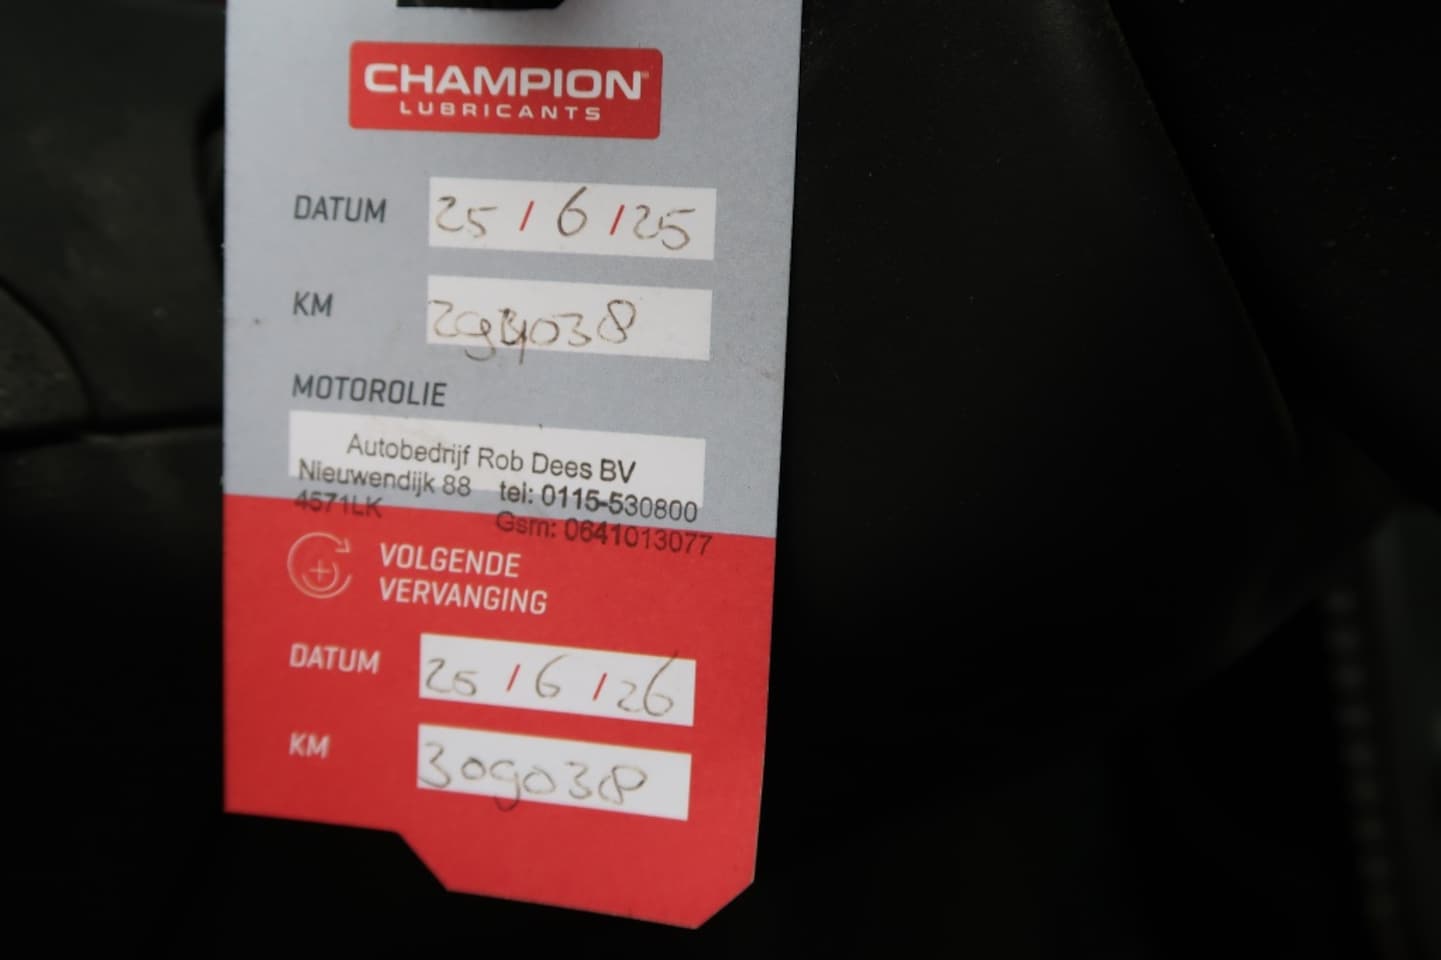 CHAMPION
LUBRICANTS
DATUM 25 / 6 / 25
KM
MOTOROLIE
Autobedrijf Rob Dees BV
Nieuwendijk 88 tel: 0115-530800
4571LK Gsm: 0641013077
VOLGENDE
VERVANGING
DATUM 25 / 6 / 26
KM 309038